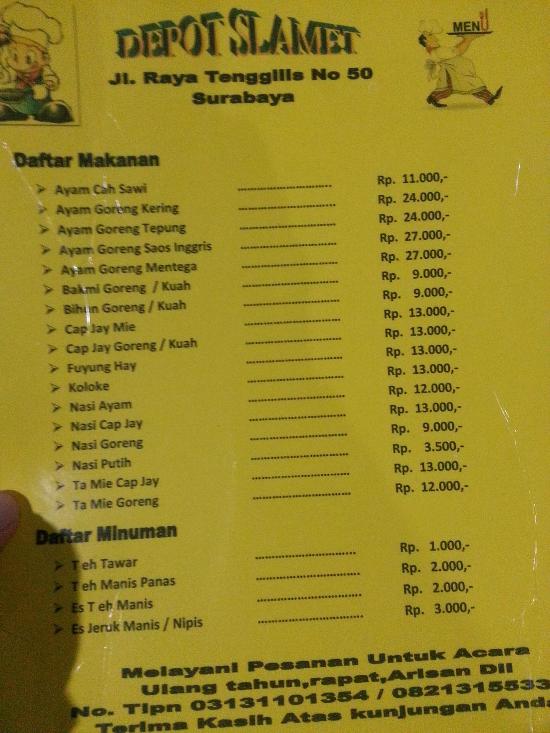 DEPOT SLAMET
MENU
Jl. Raya Tenggilis No 50
Surabaya
Daftar Makanan
➢ Ayam Cah Sawi ........................... Rp. 11.000,-
➢ Ayam Goreng Kering ........................... Rp. 24.000,-
➢ Ayam Goreng Tepung ........................... Rp. 24.000,-
➢ Ayam Goreng Saos Inggris ........................... Rp. 27.000,-
➢ Ayam Goreng Mentega ........................... Rp. 27.000,-
➢ Bakmi Goreng / Kuah ........................... Rp. 9.000,-
➢ Bihun Goreng / Kuah ........................... Rp. 9.000,-
➢ Cap Jay Mie ........................... Rp. 13.000,-
➢ Cap Jay Goreng / Kuah ........................... Rp. 13.000,-
➢ Fuyung Hay ........................... Rp. 13.000,-
➢ Koloke ........................... Rp. 13.000,-
➢ Nasi Ayam ........................... Rp. 12.000,-
➢ Nasi Cap Jay ........................... Rp. 13.000,-
➢ Nasi Goreng ........................... Rp. 9.000,-
➢ Nasi Putih ........................... Rp. 3.500,-
➢ Ta Mie Cap Jay ........................... Rp. 13.000,-
➢ Ta Mie Goreng ........................... Rp. 12.000,-
Daftar Minuman
➢ Teh Tawar ........................... Rp. 1.000,-
➢ Teh Manis Panas ........................... Rp. 2.000,-
➢ Es Teh Manis ........................... Rp. 2.000,-
➢ Es Jeruk Manis / Nipis ........................... Rp. 3.000,-
Melayani Pesanan Untuk Acara
Ulang tahun,rapat,Arisan Dll
No. Tlpn 03131101354 / 0821315533
Terima Kasih Atas kunjungan Anda